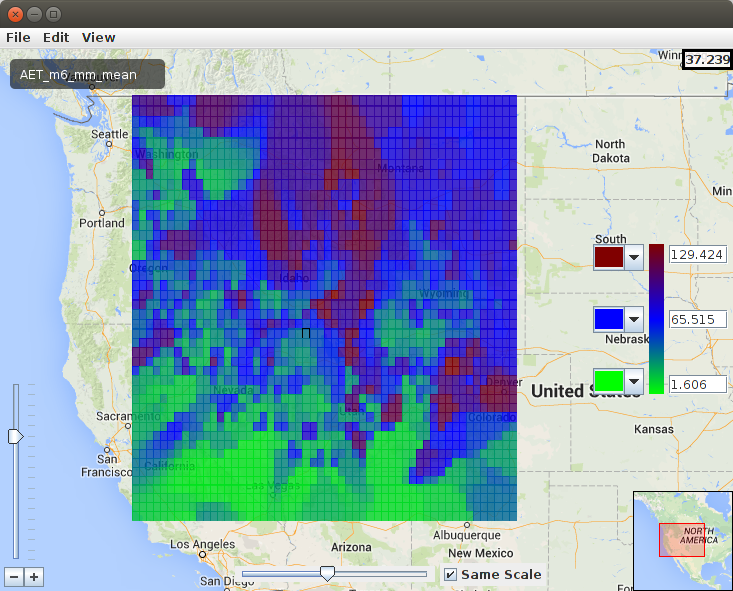 File Edit View
AET_m6_mm_mean
37.239
Seattle
Washington
Montana
North
Dakota
Portland
Oregon
South
129.424
Idaho
Wyoming
65.515
Nebrask
Denver
1.606
Nevada
United States
Utah
Colorado
Sacramento
Kansas
San
Francisco
California
Las Vegas
NORTH
AMERICA
Albuquerque
Los Angeles
Arizona
New Mexico
San Diego
Same Scale